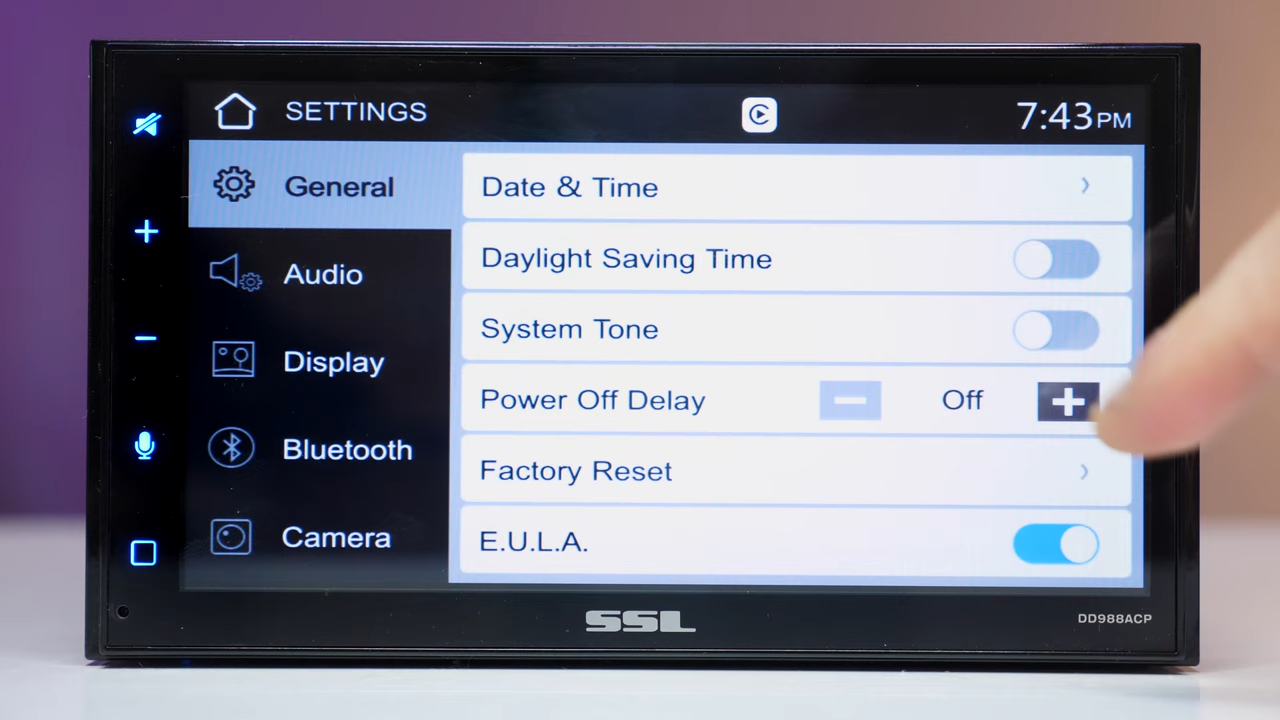 SETTINGS
7:43PM
General
Audio
Display
Bluetooth
Camera
Date & Time
Daylight Saving Time
System Tone
Power Off Delay − Off +
Factory Reset
E.U.L.A.
SSL
DD988ACP